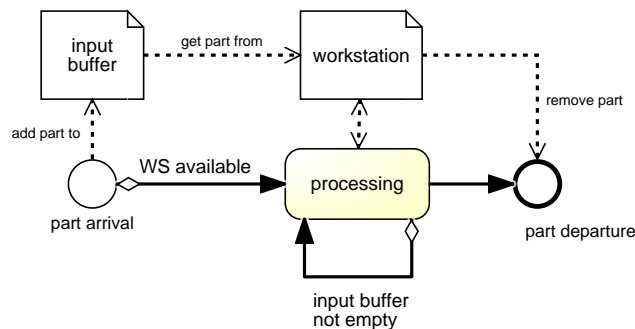 input
buffer
get part from
workstation
add part to
remove part
WS available
processing
part arrival
part departure
input buffer
not empty